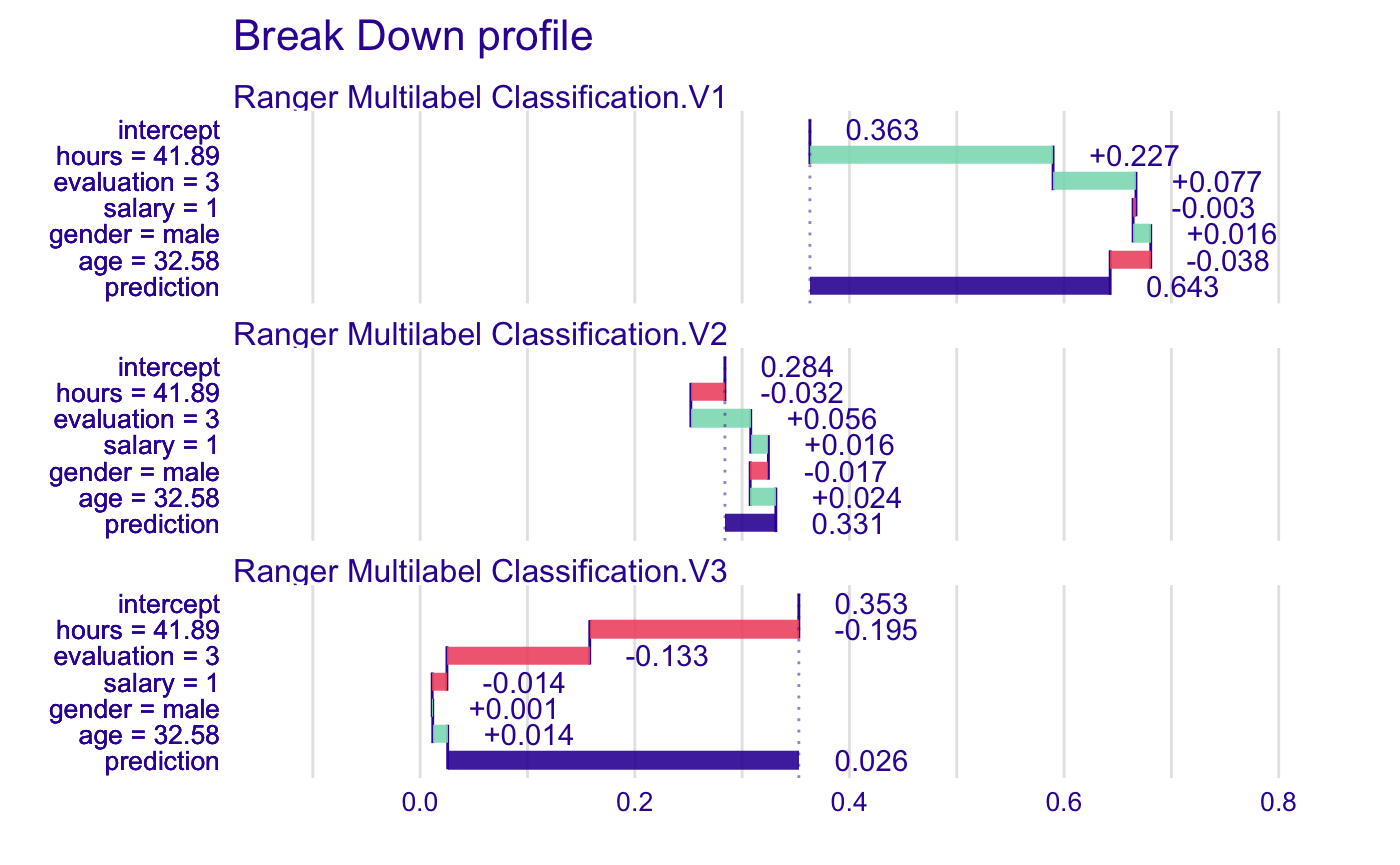 Break Down profile
Ranger Multilabel Classification.V1
intercept 0.363
hours = 41.89 +0.227
evaluation = 3 +0.077
salary = 1 -0.003
gender = male +0.016
age = 32.58 -0.038
prediction 0.643
Ranger Multilabel Classification.V2
intercept 0.284
hours = 41.89 -0.032
evaluation = 3 +0.056
salary = 1 +0.016
gender = male -0.017
age = 32.58 +0.024
prediction 0.331
Ranger Multilabel Classification.V3
intercept 0.353
hours = 41.89 -0.195
evaluation = 3 -0.133
salary = 1 -0.014
gender = male +0.001
age = 32.58 +0.014
prediction 0.026
0.0 0.2 0.4 0.6 0.8